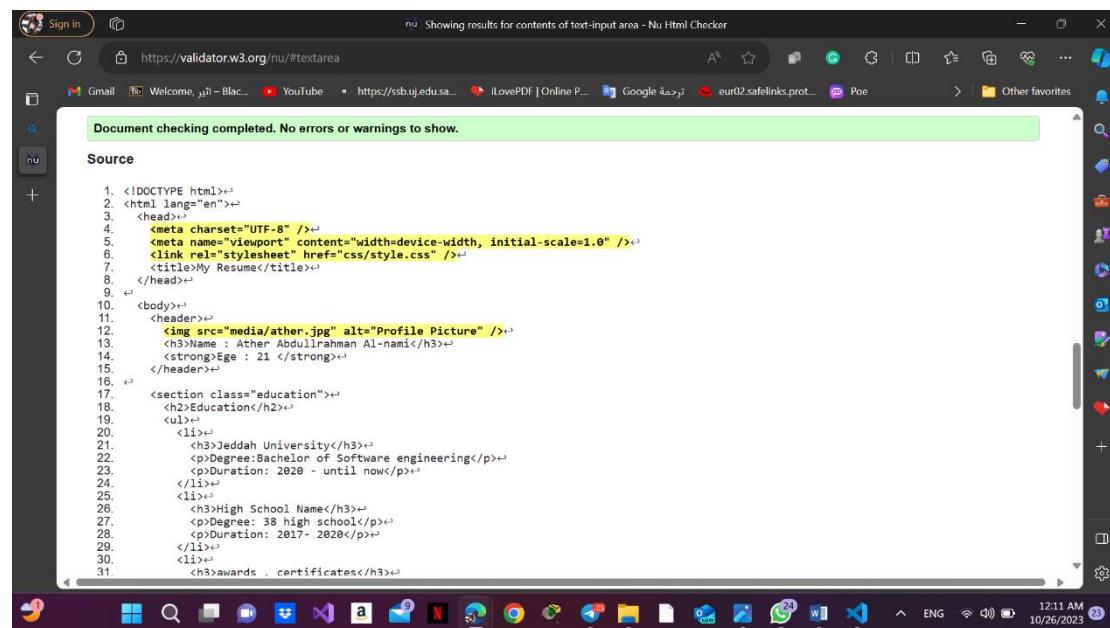 Sign in
nu Showing results for contents of text-input area - Nu Html Checker
https://validator.w3.org/nu/#textarea
Gmail
Welcome, اثير – Blac...
YouTube
https://ssb.uj.edu.sa...
iLovePDF | Online P...
Google ترجمة
eur02.safelinks.prot...
Poe
Other favorites
Document checking completed. No errors or warnings to show.
Source
1. <!DOCTYPE html>↩
2. <html lang="en">↩
3. <head>↩
4. <meta charset="UTF-8" />↩
5. <meta name="viewport" content="width=device-width, initial-scale=1.0" />↩
6. <link rel="stylesheet" href="css/style.css" />↩
7. <title>My Resume</title>↩
8. </head>↩
9. ↩
10. <body>↩
11. <header>↩
12. <img src="media/ather.jpg" alt="Profile Picture" />↩
13. <h3>Name : Ather Abdullrahman Al-nami</h3>↩
14. <strong>Ege : 21 </strong>↩
15. </header>↩
16. ↩
17. <section class="education">↩
18. <h2>Education</h2>↩
19. <ul>↩
20. <li>↩
21. <h3>Jeddah University</h3>↩
22. <p>Degree:Bachelor of Software engineering</p>↩
23. <p>Duration: 2020 - until now</p>↩
24. </li>↩
25. <li>↩
26. <h3>High School Name</h3>↩
27. <p>Degree: 38 high school</p>↩
28. <p>Duration: 2017- 2020</p>↩
29. </li>↩
30. <li>↩
31. <h3>awards . certificates</h3>↩
ENG
12:11 AM
10/26/2023
23